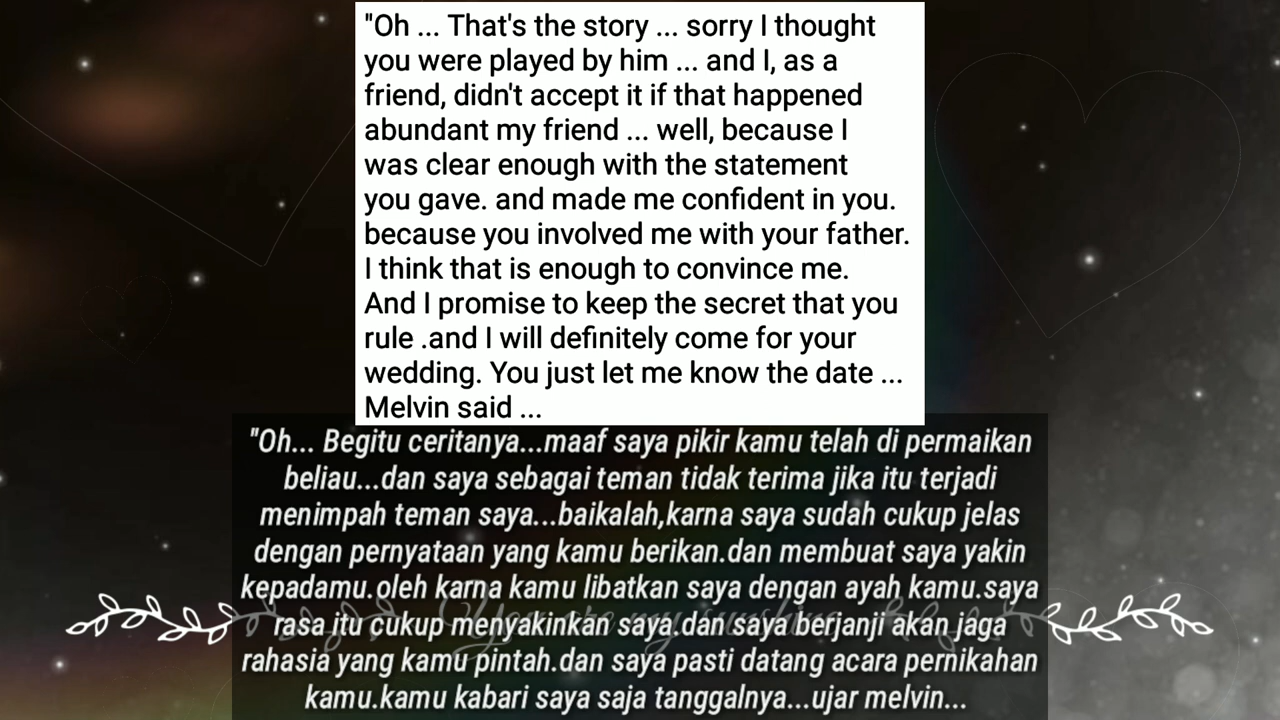 "Oh ... That's the story ... sorry I thought
you were played by him ... and I, as a
friend, didn't accept it if that happened
abundant my friend ... well, because I
was clear enough with the statement
you gave. and made me confident in you.
because you involved me with your father.
I think that is enough to convince me.
And I promise to keep the secret that you
rule .and I will definitely come for your
wedding. You just let me know the date ...
Melvin said ...
"Oh... Begitu ceritanya...maaf saya pikir kamu telah di permaikan
beliau...dan saya sebagai teman tidak terima jika itu terjadi
menimpah teman saya...baikalah,karna saya sudah cukup jelas
dengan pernyataan yang kamu berikan.dan membuat saya yakin
kepadamu.oleh karna kamu libatkan saya dengan ayah kamu.saya
rasa itu cukup menyakinkan saya.dan saya berjanji akan jaga
rahasia yang kamu pintah.dan saya pasti datang acara pernikahan
kamu.kamu kabari saya saja tanggalnya...ujar melvin...